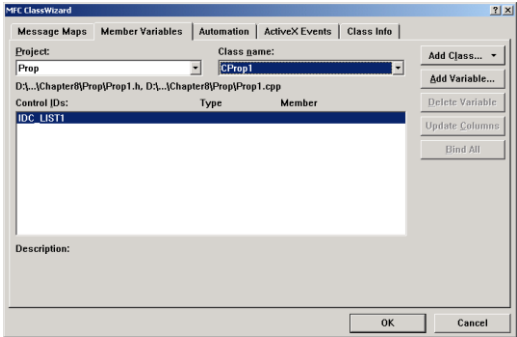 MFC ClassWizard
Message Maps Member Variables Automation ActiveX Events Class Info
Project: Class name:
Prop CProp1
Add Class...
D:\...\Chapter8\Prop\Prop1.h, D:\...\Chapter8\Prop\Prop1.cpp
Add Variable...
Control IDs: Type Member
Delete Variable
IDC_LIST1
Update Columns
Bind All
Description:
OK Cancel